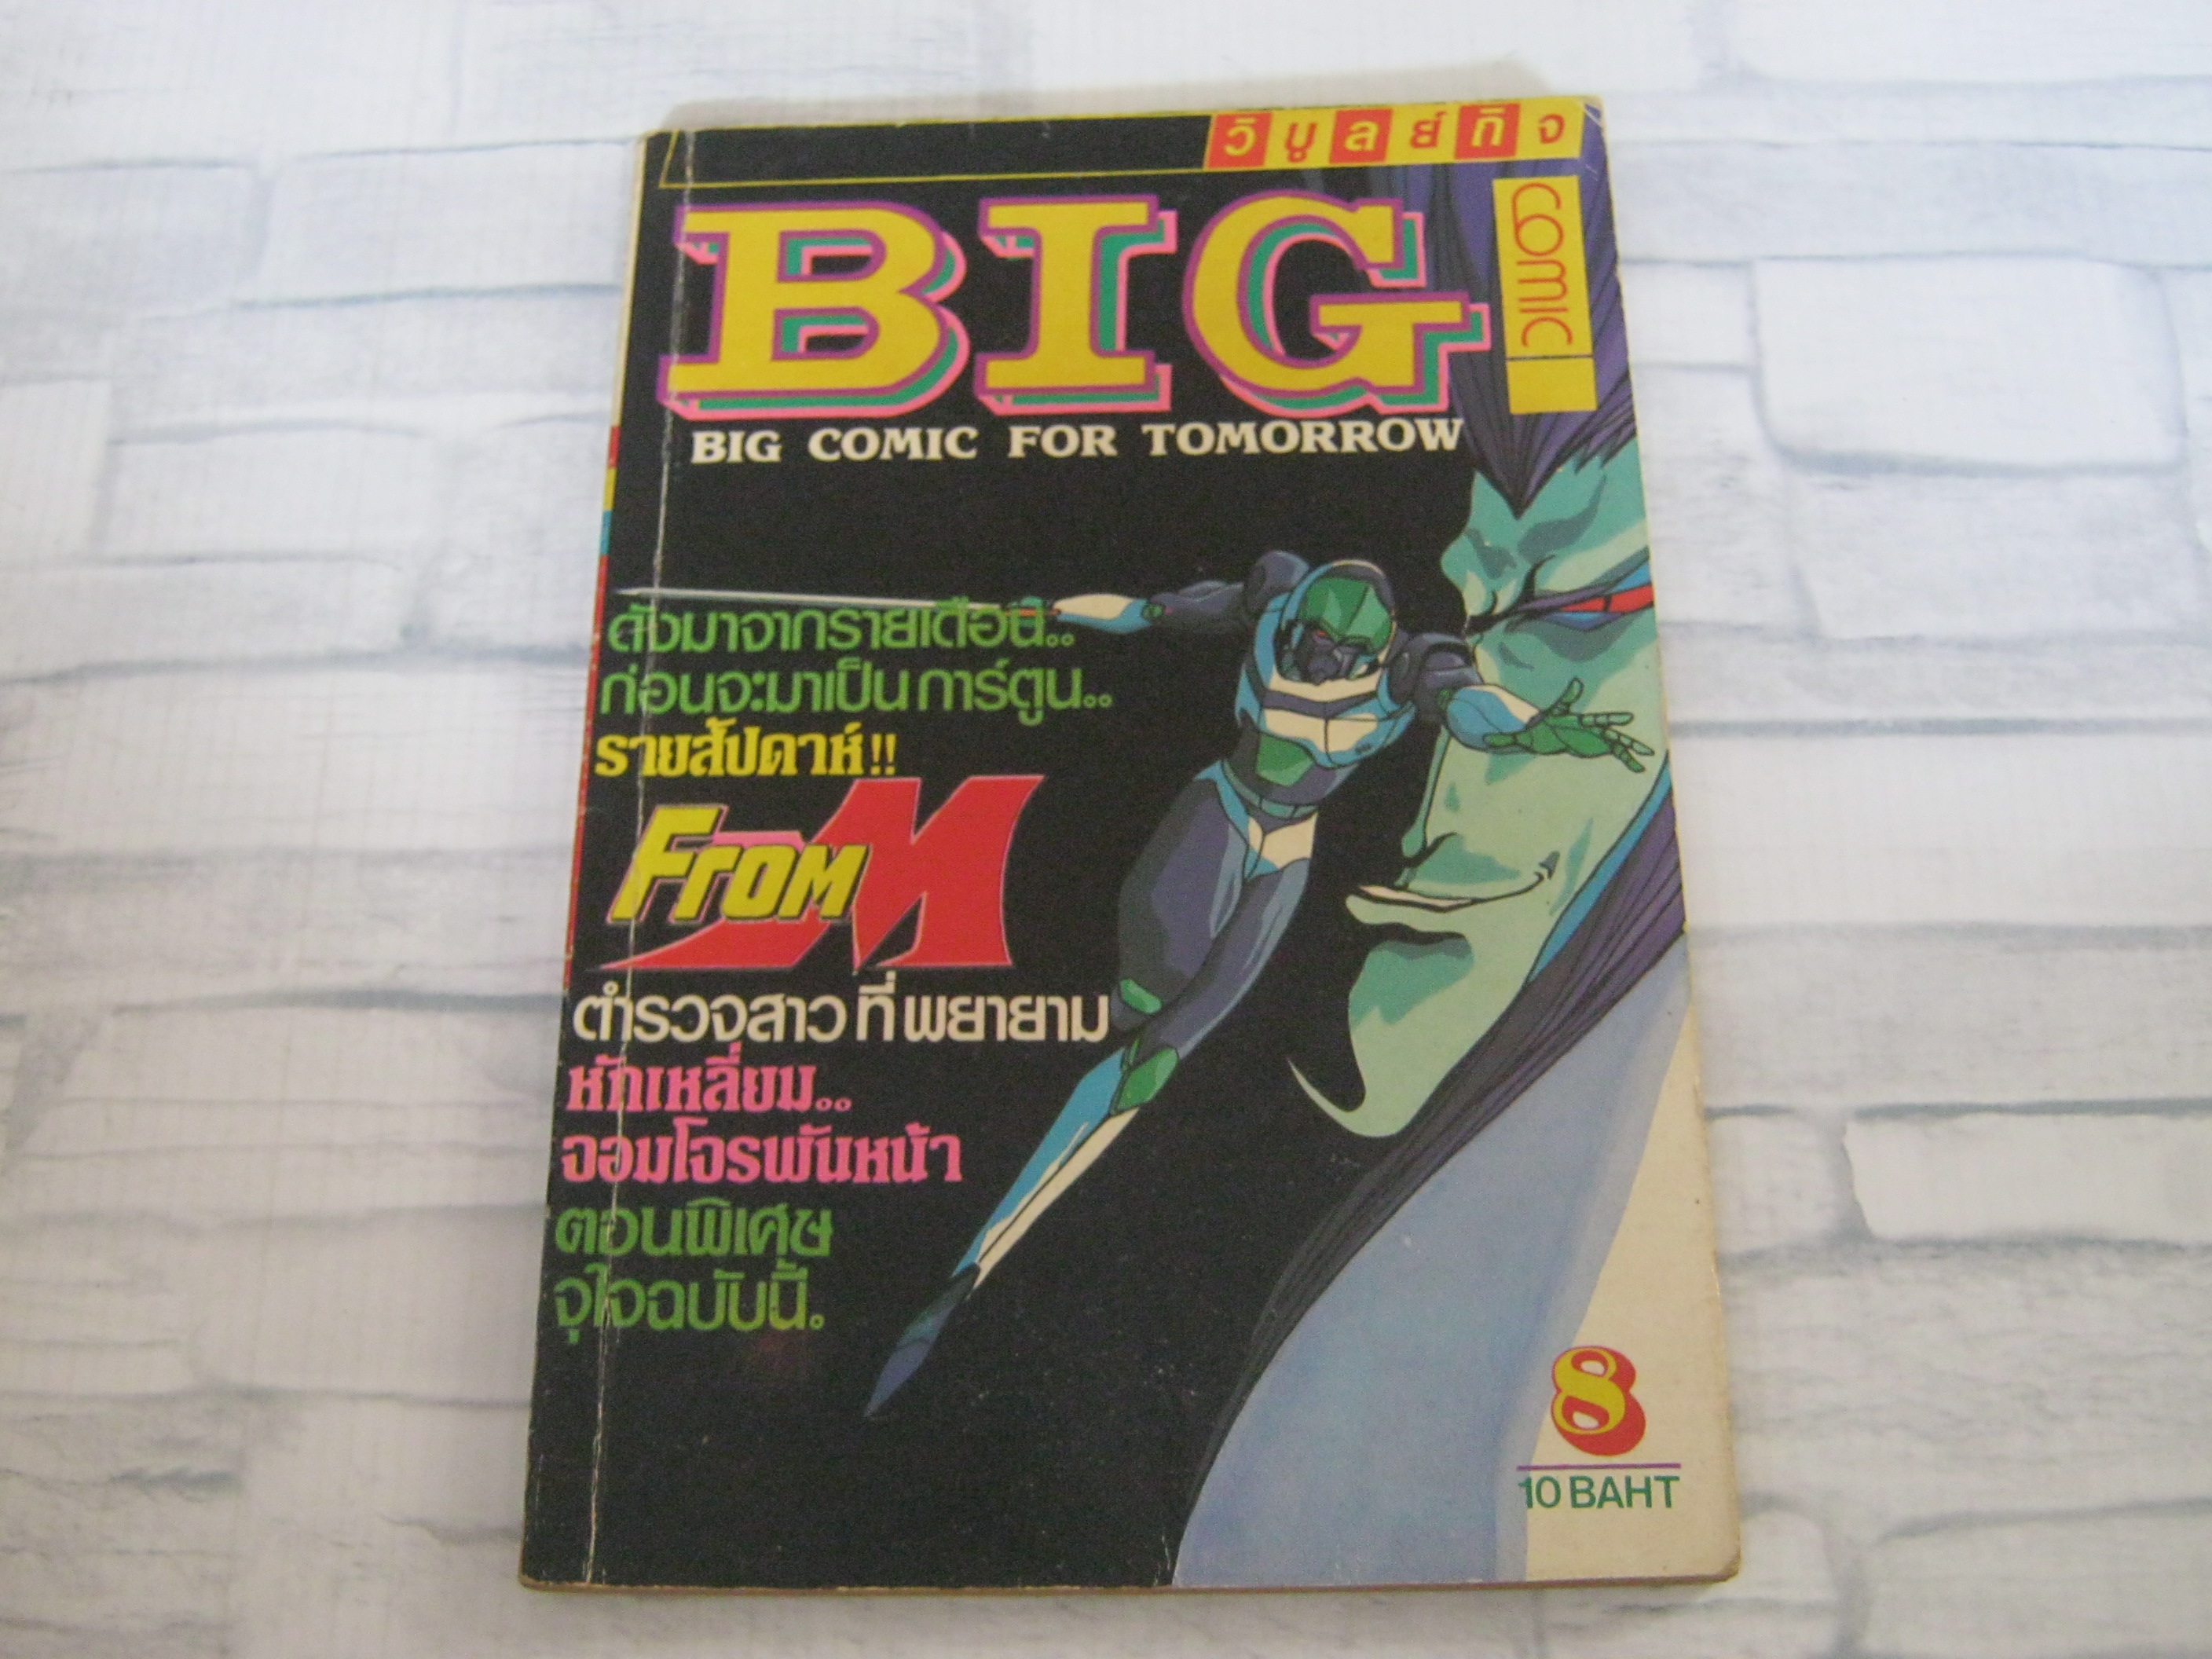 วิบูลย์กิจ
BIG
COMIC
BIG COMIC FOR TOMORROW
ดังมาจากรายเดือน..
ก่อนจะมาเป็นการ์ตูน..
รายสัปดาห์!!
From M
ตำรวจสาวที่พยายาม
หักเหลี่ยม..
จอมโจรพันหน้า
ตอนพิเศษ
จุใจฉบับนี้.
8
10 BAHT